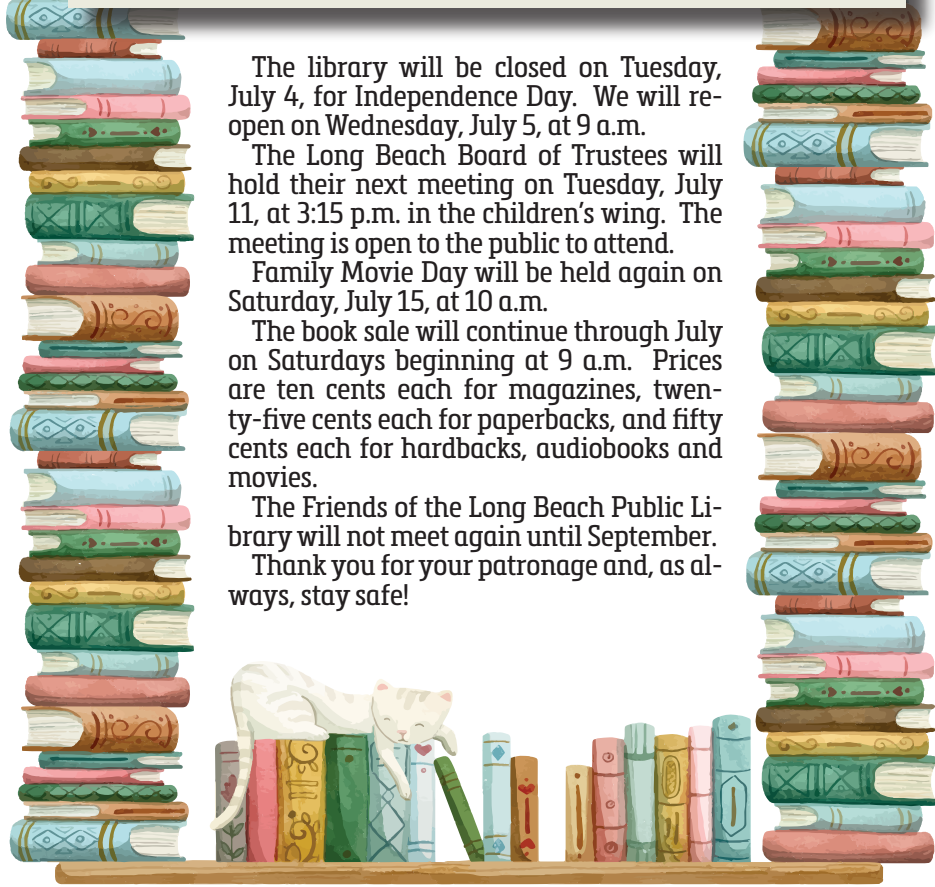 The library will be closed on Tuesday,
July 4, for Independence Day.  We will re-
open on Wednesday, July 5, at 9 a.m.
The Long Beach Board of Trustees will
hold their next meeting on Tuesday, July
11, at 3:15 p.m. in the children's wing.  The
meeting is open to the public to attend.
Family Movie Day will be held again on
Saturday, July 15, at 10 a.m.
The book sale will continue through July
on Saturdays beginning at 9 a.m.  Prices
are ten cents each for magazines, twen-
ty-five cents each for paperbacks, and fifty
cents each for hardbacks, audiobooks and
movies.
The Friends of the Long Beach Public Li-
brary will not meet again until September.
Thank you for your patronage and, as al-
ways, stay safe!